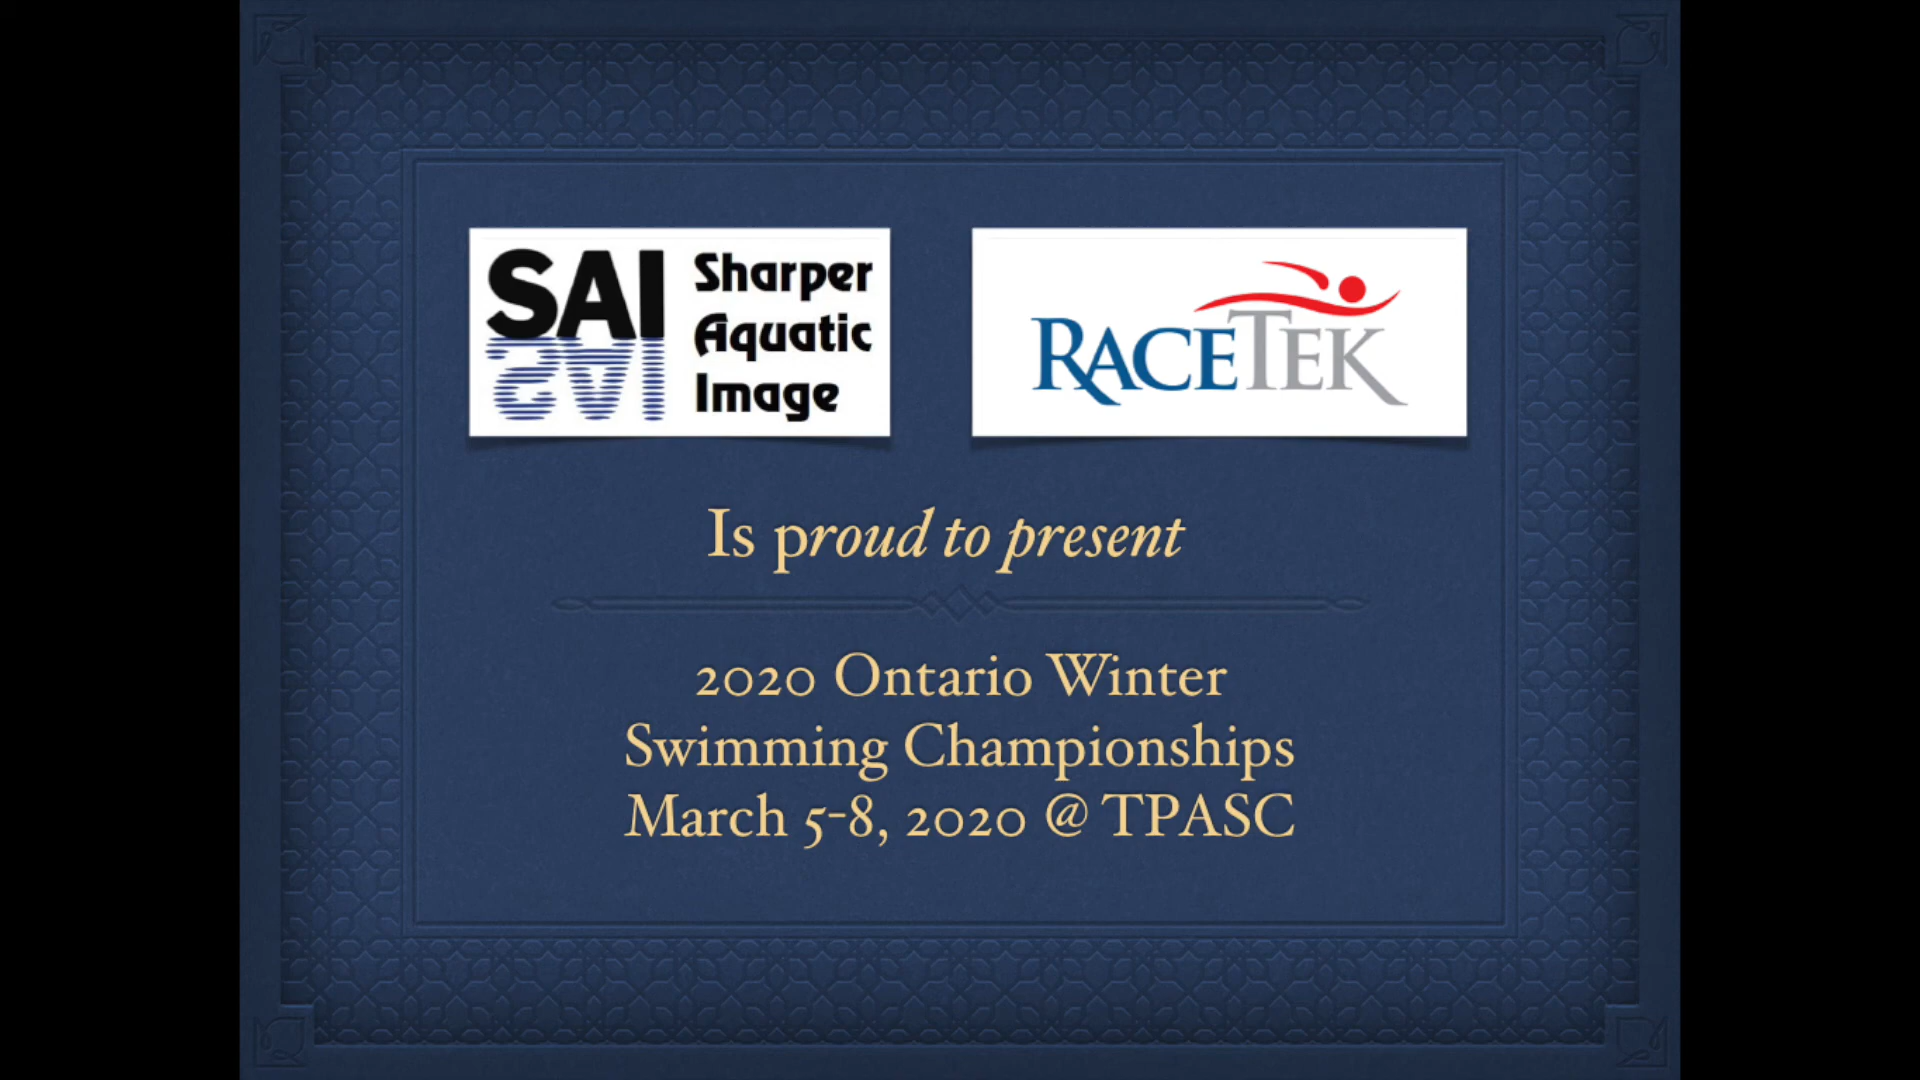 SAI
Sharper
Aquatic
Image
RACETEK
Is proud to present
2020 Ontario Winter
Swimming Championships
March 5-8, 2020 @ TPASC